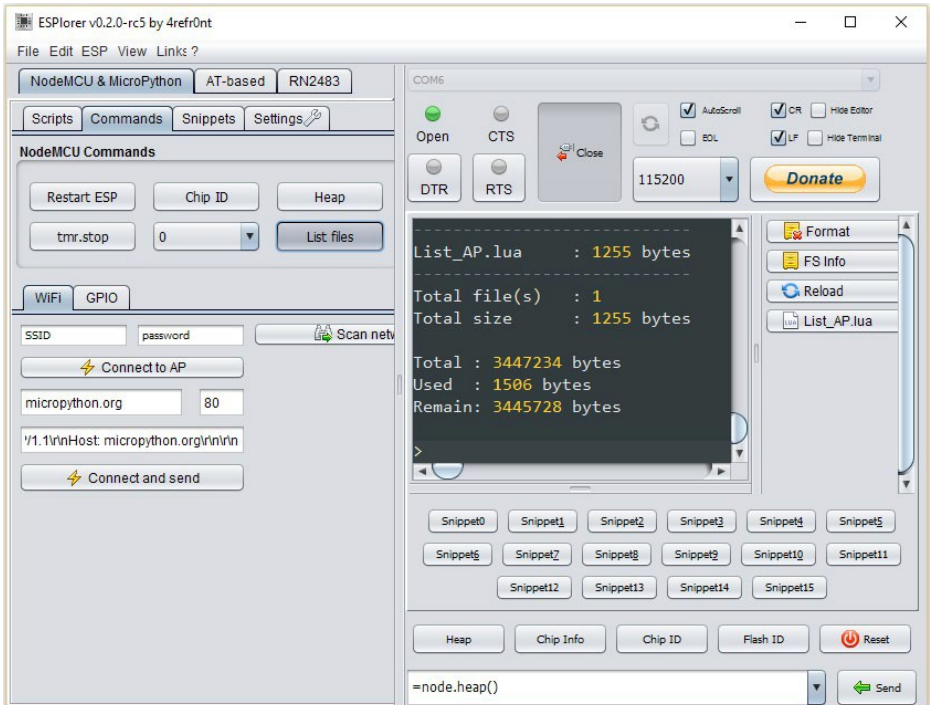 ESPlorer v0.2.0-rc5 by 4refr0nt
File Edit ESP View Links ?
NodeMCU & MicroPython AT-based RN2483
Scripts Commands Snippets Settings
NodeMCU Commands
Restart ESP Chip ID Heap
tmr.stop 0 List files
WiFi GPIO
SSID password Scan netw
Connect to AP
micropython.org 80
'/1.1\r\nHost: micropython.org\r\n\r\n
Connect and send
COM6
Open CTS Close AutoScroll CR Hide Editor
EOL LF Hide Terminal
DTR RTS 115200 Donate
----------------------------
List_AP.lua : 1255 bytes
----------------------------
Total file(s) : 1
Total size : 1255 bytes
Total : 3447234 bytes
Used : 1506 bytes
Remain: 3445728 bytes
>
Format
FS Info
Reload
List_AP.lua
Snippet0 Snippet1 Snippet2 Snippet3 Snippet4 Snippet5
Snippet6 Snippet7 Snippet8 Snippet9 Snippet10 Snippet11
Snippet12 Snippet13 Snippet14 Snippet15
Heap Chip Info Chip ID Flash ID Reset
=node.heap() Send